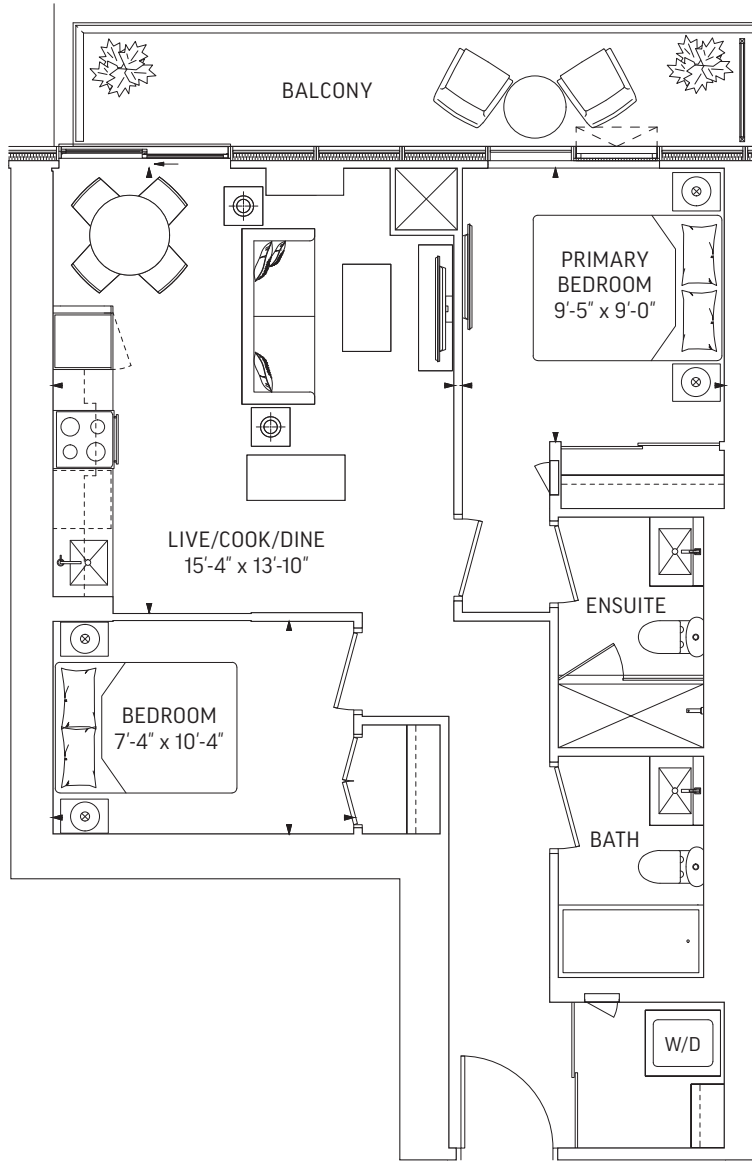 BALCONY
PRIMARY
BEDROOM
9'-5" x 9'-0"
LIVE/COOK/DINE
15'-4" x 13'-10"
ENSUITE
BEDROOM
7'-4" x 10'-4"
BATH
W/D